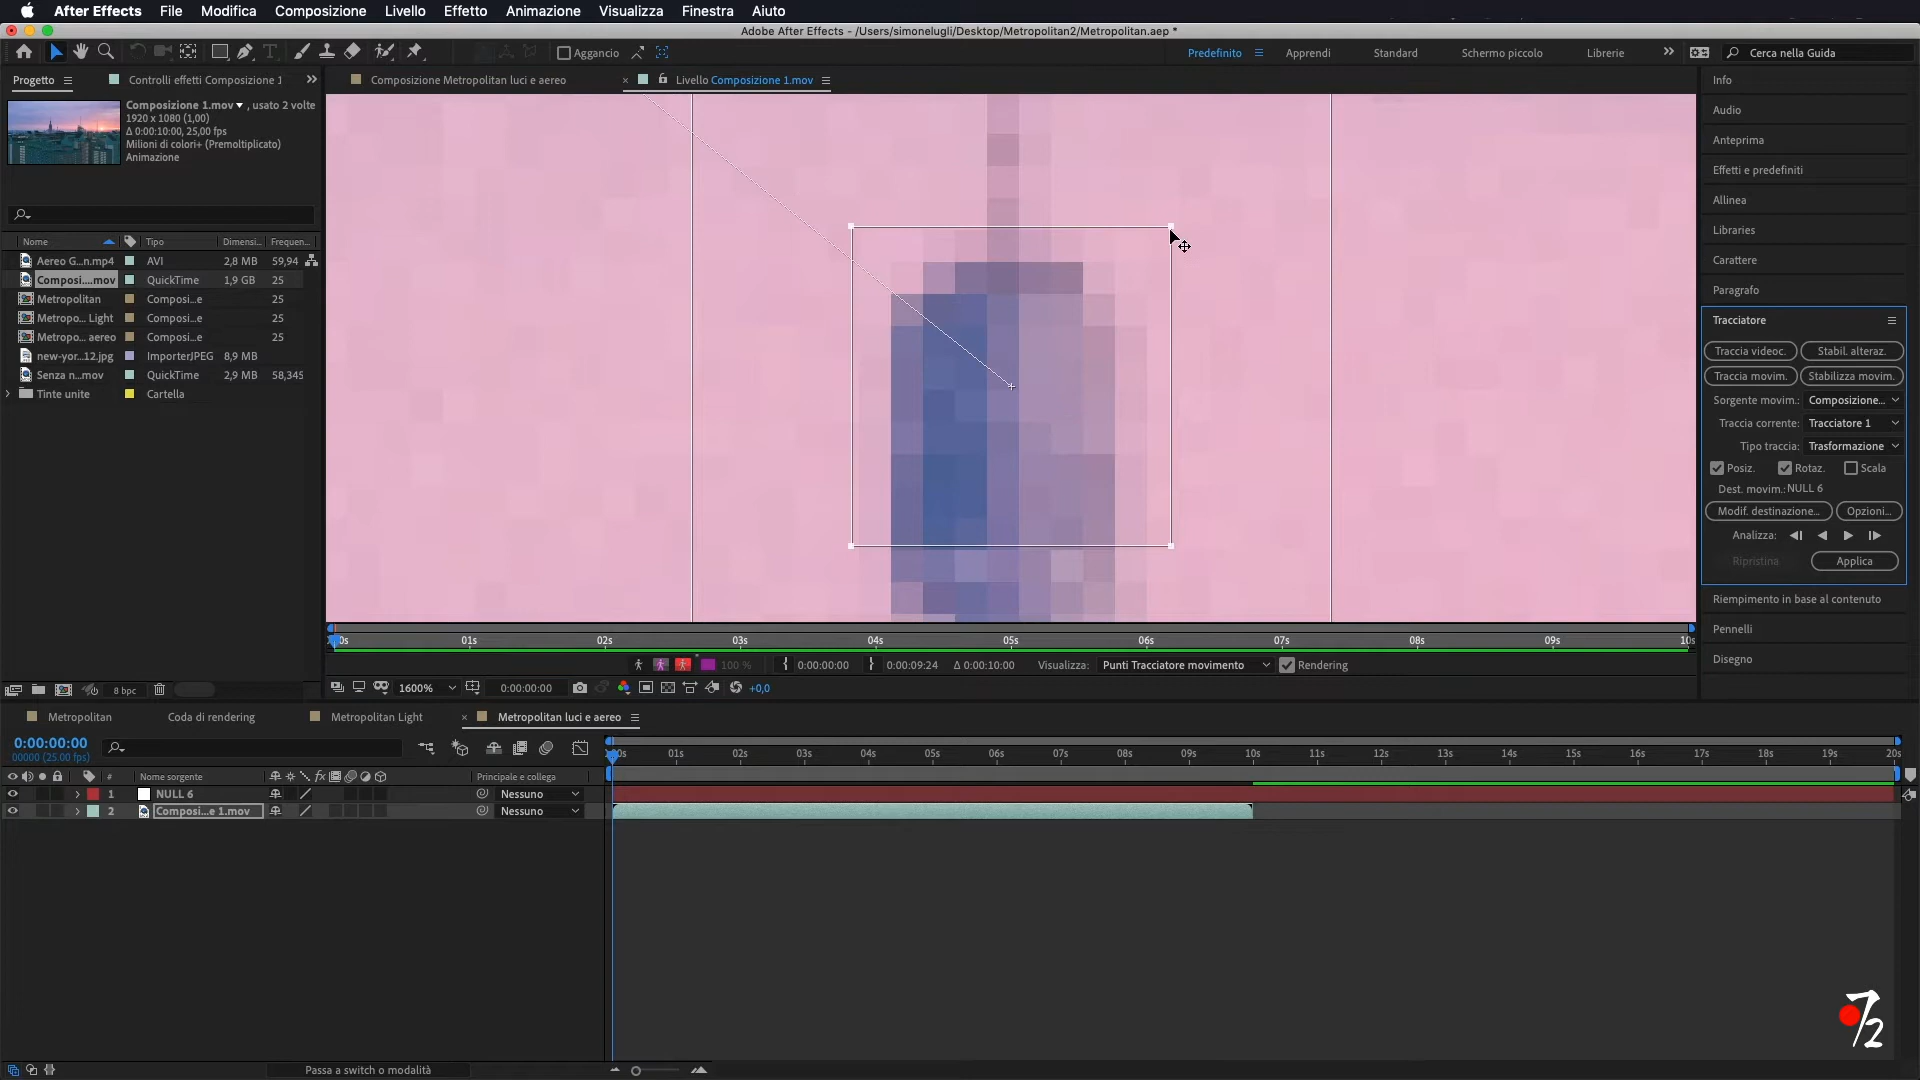 After Effects File Modifica Composizione Livello Effetto Animazione Visualizza Finestra Aiuto
Adobe After Effects - /Users/simonelugli/Desktop/Metropolitan2/Metropolitan.aep *
Aggancio
Predefinito Apprendi Standard Schermo piccolo Librerie Cerca nella Guida
Progetto Controlli effetti Composizione 1
Composizione Metropolitan luci e aereo Livello Composizione 1.mov
Composizione 1.mov , usato 2 volte
1920 x 1080 (1,00)
Δ 0:00:10:00, 25,00 fps
Milioni di colori+ (Premoltiplicato)
Animazione
Nome Tipo Dimensi... Frequen...
Aereo G...n.mp4 AVI 2,8 MB 59,94
Composi....mov QuickTime 1,9 GB 25
Metropolitan Composi...e 25
Metropo... Light Composi...e 25
Metropo... aereo Composi...e 25
new-yor...12.jpg ImporterJPEG 8,9 MB
Senza n...mov QuickTime 2,9 MB 58,345
Tinte unite Cartella
8 bpc
0s 01s 02s 03s 04s 05s 06s 07s 08s 09s 10s
100 % 0:00:00:00 0:00:09:24 Δ 0:00:10:00 Visualizza: Punti Tracciatore movimento Rendering
1600% 0:00:00:00 +0,0
Info
Audio
Anteprima
Effetti e predefiniti
Allinea
Libraries
Carattere
Paragrafo
Tracciatore
Traccia videoc. Stabil. alteraz.
Traccia movim. Stabilizza movim.
Sorgente movim.: Composizione...
Traccia corrente: Tracciatore 1
Tipo traccia: Trasformazione
Posiz. Rotaz. Scala
Dest. movim.: NULL 6
Modif. destinazione... Opzioni...
Analizza:
Ripristina Applica
Riempimento in base al contenuto
Pennelli
Disegno
Metropolitan Coda di rendering Metropolitan Light × Metropolitan luci e aereo
0:00:00:00
00000 (25.00 fps)
0s 01s 02s 03s 04s 05s 06s 07s 08s 09s 10s 11s 12s 13s 14s 15s 16s 17s 18s 19s 20s
# Nome sorgente fx Principale e collega
1 NULL 6 Nessuno
2 Composi...e 1.mov Nessuno
Passa a switch o modalità
7/2